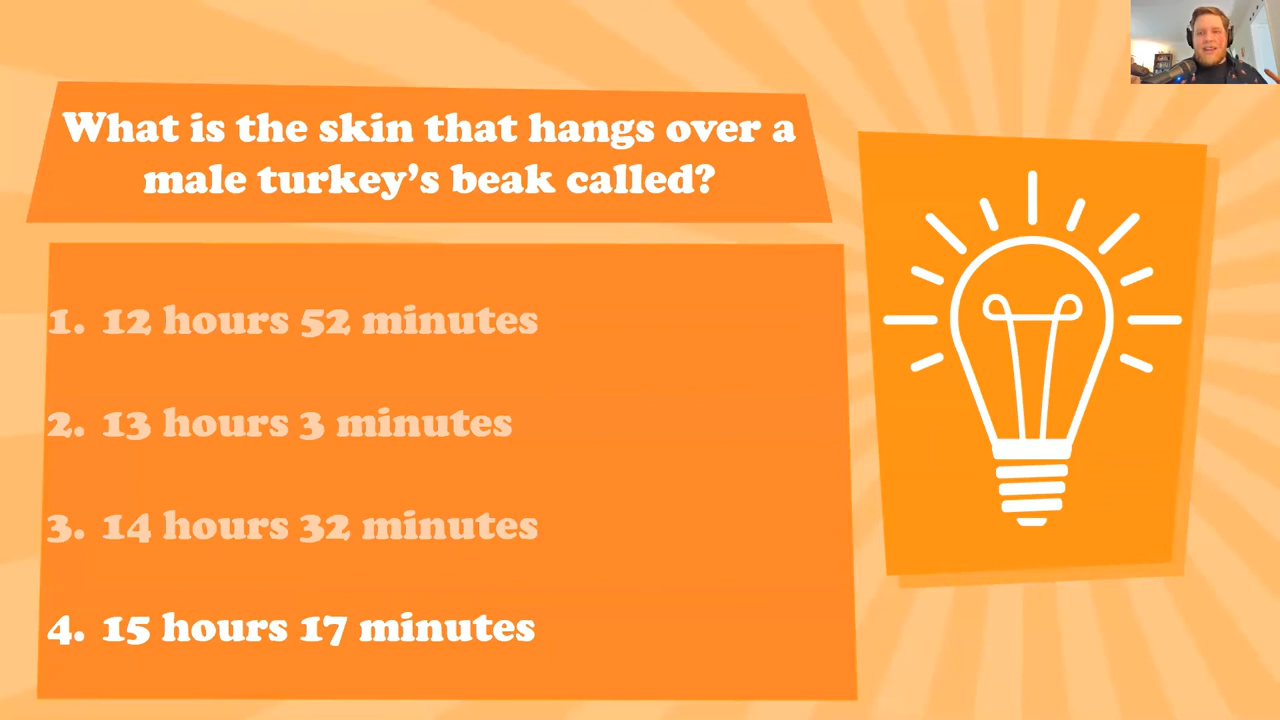 What is the skin that hangs over a
male turkey’s beak called?
1. 12 hours 52 minutes
2. 13 hours 3 minutes
3. 14 hours 32 minutes
4. 15 hours 17 minutes